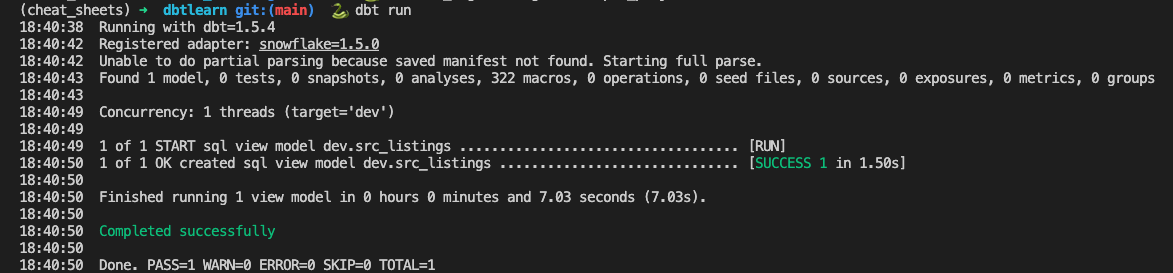 (cheat_sheets) → dbtlearn git:(main) 🐍 dbt run
18:40:38 Running with dbt=1.5.4
18:40:42 Registered adapter: snowflake=1.5.0
18:40:42 Unable to do partial parsing because saved manifest not found. Starting full parse.
18:40:43 Found 1 model, 0 tests, 0 snapshots, 0 analyses, 322 macros, 0 operations, 0 seed files, 0 sources, 0 exposures, 0 metrics, 0 groups
18:40:43
18:40:49 Concurrency: 1 threads (target='dev')
18:40:49
18:40:49 1 of 1 START sql view model dev.src_listings ................................... [RUN]
18:40:50 1 of 1 OK created sql view model dev.src_listings .............................. [SUCCESS 1 in 1.50s]
18:40:50
18:40:50 Finished running 1 view model in 0 hours 0 minutes and 7.03 seconds (7.03s).
18:40:50
18:40:50 Completed successfully
18:40:50
18:40:50 Done. PASS=1 WARN=0 ERROR=0 SKIP=0 TOTAL=1